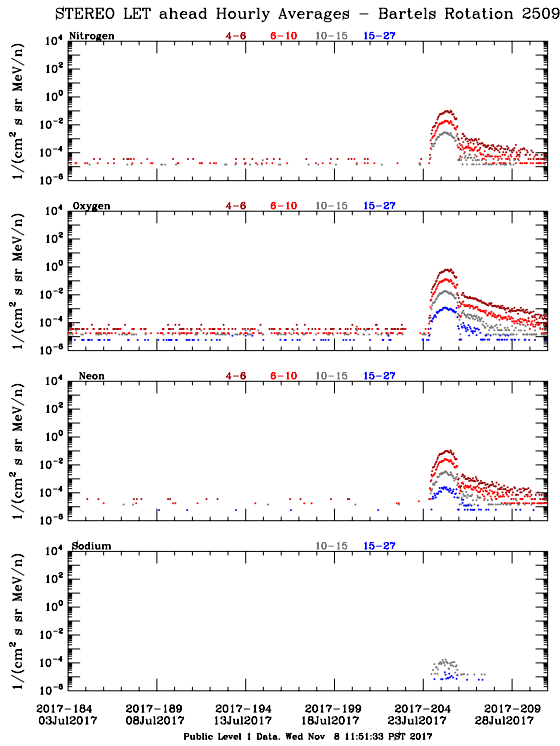 STEREO LET ahead Hourly Averages – Bartels Rotation 2509
Nitrogen 4–6 6–10 10–15 15–27
1/(cm² s sr MeV/n)
10⁴
10²
10⁰
10⁻²
10⁻⁴
10⁻⁶
Oxygen 4–6 6–10 10–15 15–27
1/(cm² s sr MeV/n)
10⁴
10²
10⁰
10⁻²
10⁻⁴
10⁻⁶
Neon 4–6 6–10 10–15 15–27
1/(cm² s sr MeV/n)
10⁴
10²
10⁰
10⁻²
10⁻⁴
10⁻⁶
Sodium 10–15 15–27
1/(cm² s sr MeV/n)
10⁴
10²
10⁰
10⁻²
10⁻⁴
10⁻⁶
2017–184 2017–189 2017–194 2017–199 2017–204 2017–209
03Jul2017 08Jul2017 13Jul2017 18Jul2017 23Jul2017 28Jul2017
Public Level 1 Data. Wed Nov 8 11:51:33 PST 2017